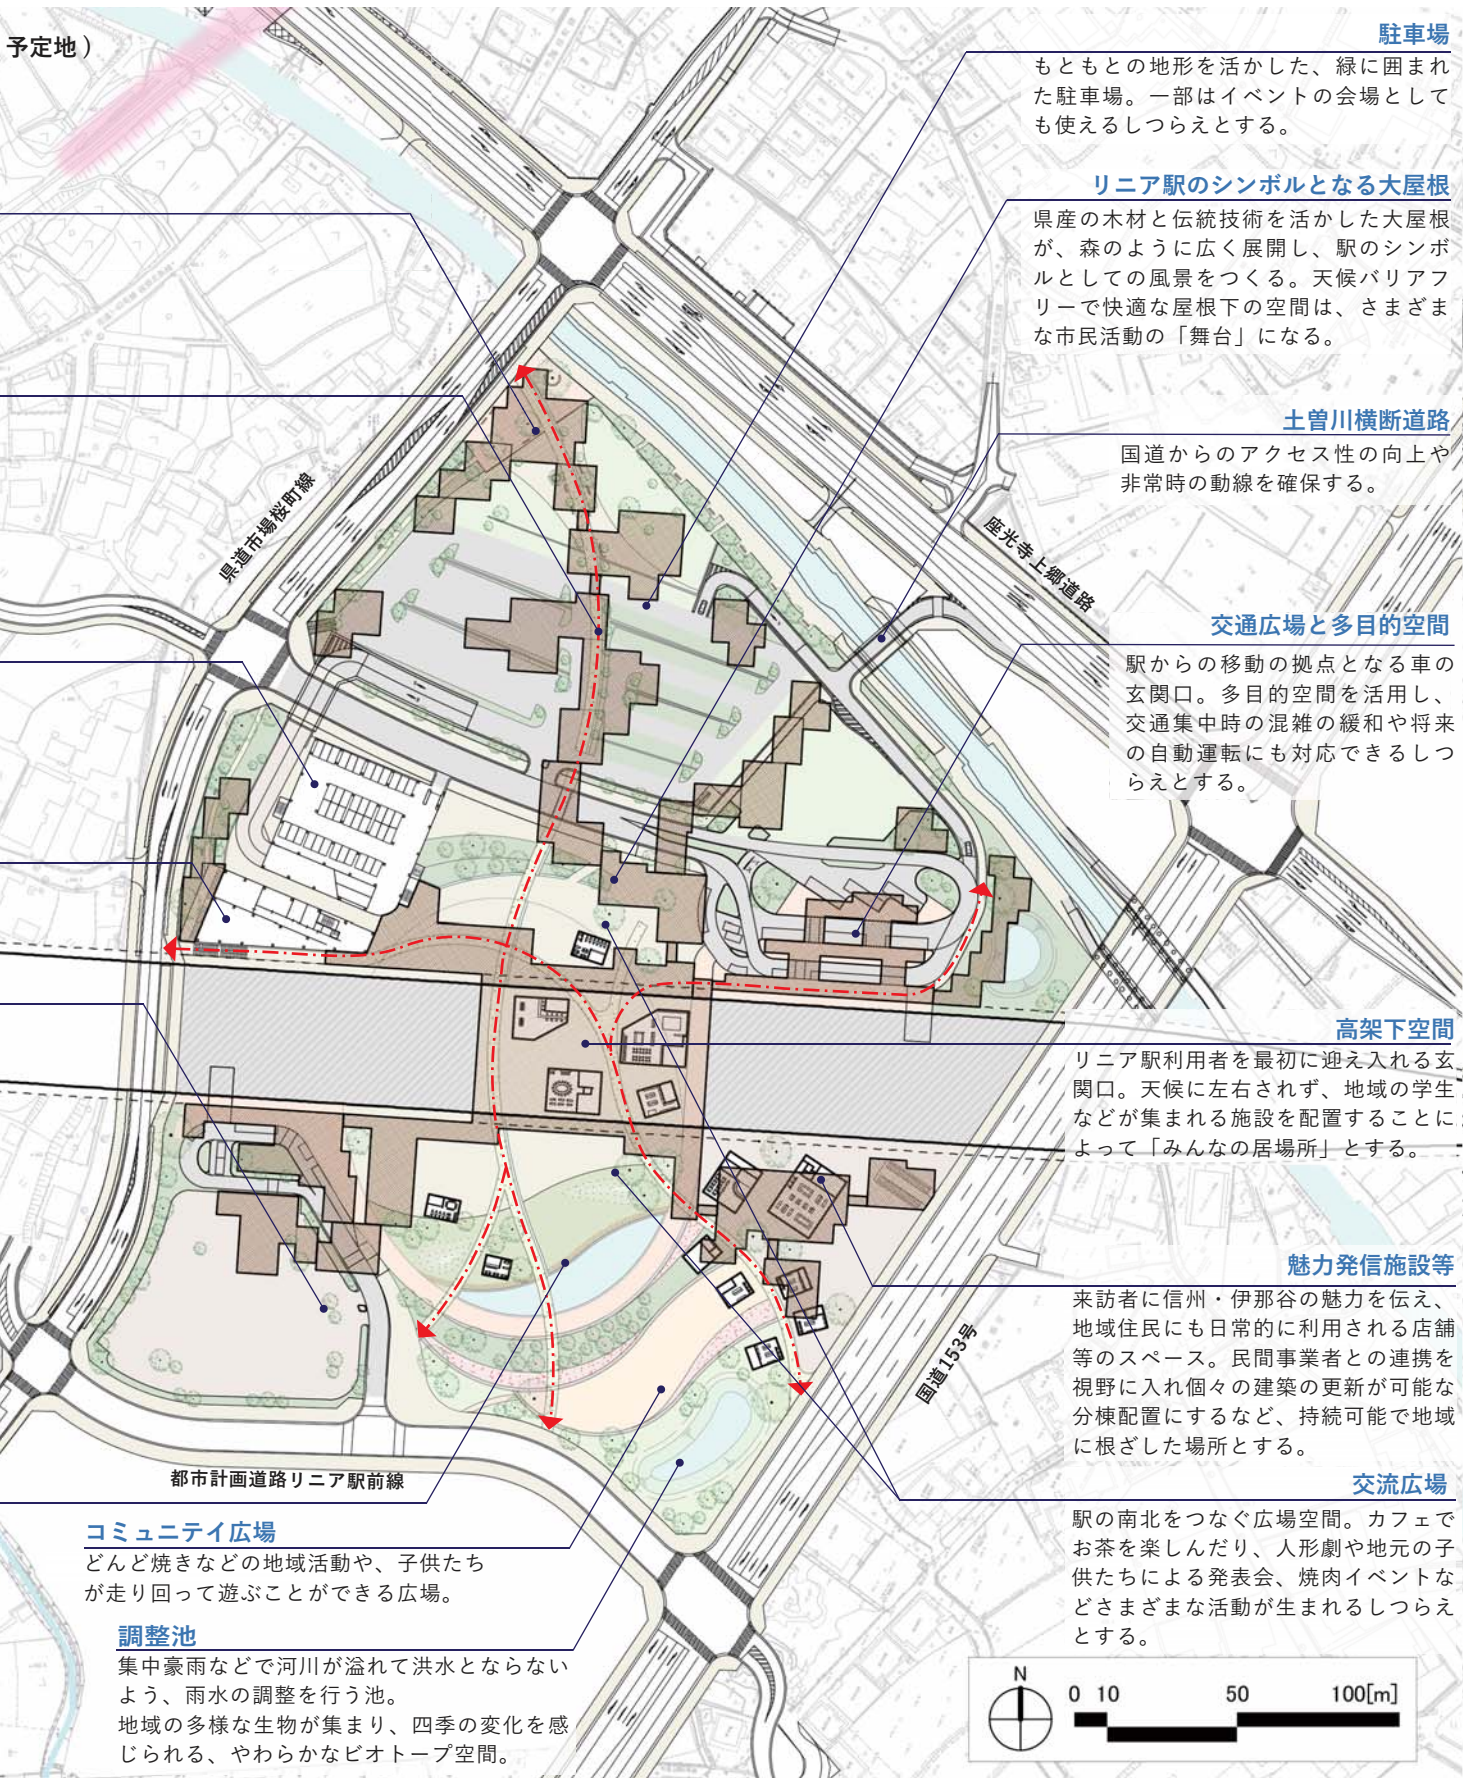 予定地）
駐車場
もともとの地形を活かした、緑に囲まれ
た駐車場。一部はイベントの会場として
も使えるしつらえとする。
リニア駅のシンボルとなる大屋根
県産の木材と伝統技術を活かした大屋根
が、森のように広く展開し、駅のシンボ
ルとしての風景をつくる。天候バリアフ
リーで快適な屋根下の空間は、さまざま
な市民活動の「舞台」になる。
土曽川横断道路
国道からのアクセス性の向上や
非常時の動線を確保する。
県道市場桜町線
座光寺上郷道路
交通広場と多目的空間
駅からの移動の拠点となる車の
玄関口。多目的空間を活用し、
交通集中時の混雑の緩和や将来
の自動運転にも対応できるしつ
らえとする。
高架下空間
リニア駅利用者を最初に迎え入れる玄
関口。天候に左右されず、地域の学生
などが集まれる施設を配置することに
よって「みんなの居場所」とする。
魅力発信施設等
来訪者に信州・伊那谷の魅力を伝え、
地域住民にも日常的に利用される店舗
等のスペース。民間事業者との連携を
視野に入れ個々の建築の更新が可能な
分棟配置にするなど、持続可能で地域
に根ざした場所とする。
国道153号
交流広場
駅の南北をつなぐ広場空間。カフェで
お茶を楽しんだり、人形劇や地元の子
供たちによる発表会、焼肉イベントな
どさまざまな活動が生まれるしつらえ
とする。
都市計画道路リニア駅前線
コミュニテイ広場
どんど焼きなどの地域活動や、子供たち
が走り回って遊ぶことができる広場。
調整池
集中豪雨などで河川が溢れて洪水とならない
よう、雨水の調整を行う池。
地域の多様な生物が集まり、四季の変化を感
じられる、やわらかなビオトープ空間。
N
0 10 50 100[m]